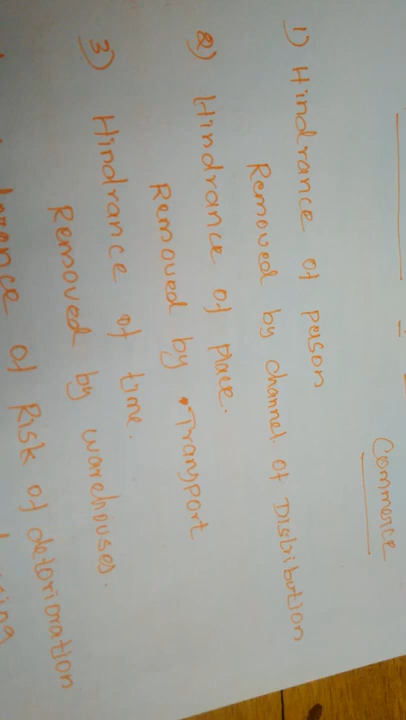 Commerce
1) Hindrance of person
Removed by channel of Distribution
2) Hindrance of place.
Removed by Transport
3) Hindrance of time.
Removed by warehouses.
of Risk of detorioration